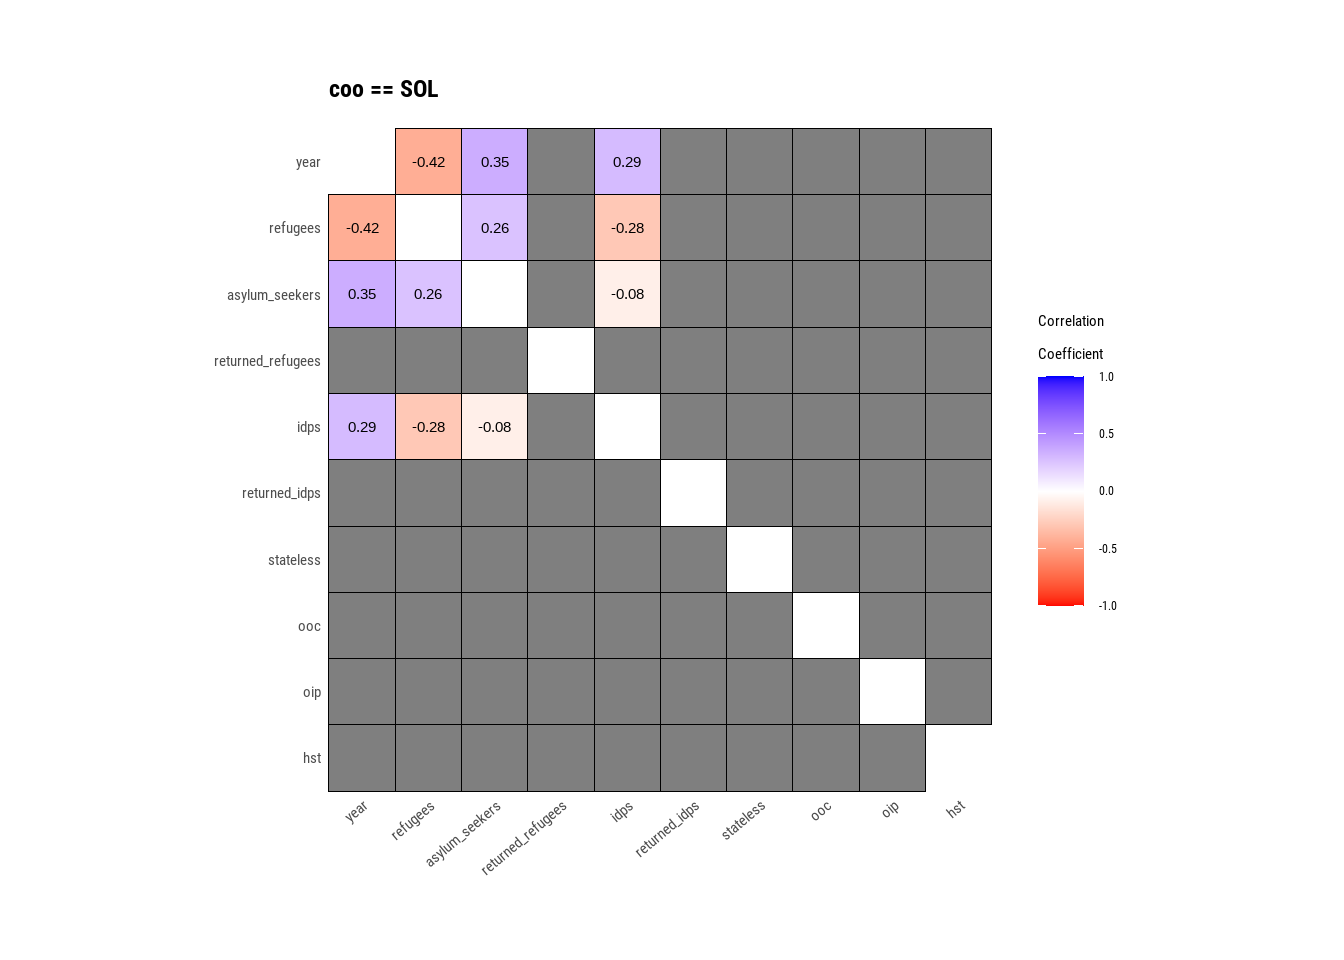 coo == SOL
year -0.42 0.35 0.29
refugees -0.42 0.26 -0.28
asylum_seekers 0.35 0.26 -0.08
returned_refugees
idps 0.29 -0.28 -0.08
returned_idps
stateless
ooc
oip
hst
year refugees asylum_seekers returned_refugees idps returned_idps stateless ooc oip hst
Correlation
Coefficient
1.0
0.5
0.0
-0.5
-1.0